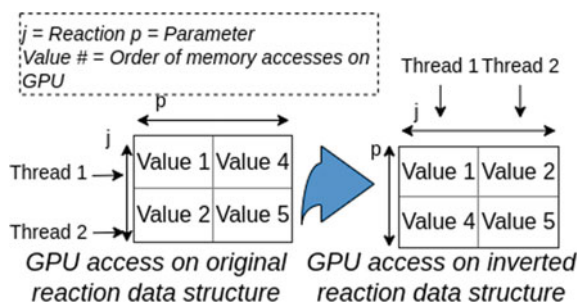 j = Reaction p = Parameter
Value # = Order of memory accesses on
GPU
p
j
Thread 1
Thread 2
Value 1 Value 4
Value 2 Value 5
GPU access on original
reaction data structure
Thread 1 Thread 2
j
p
Value 1 Value 2
Value 4 Value 5
GPU access on inverted
reaction data structure